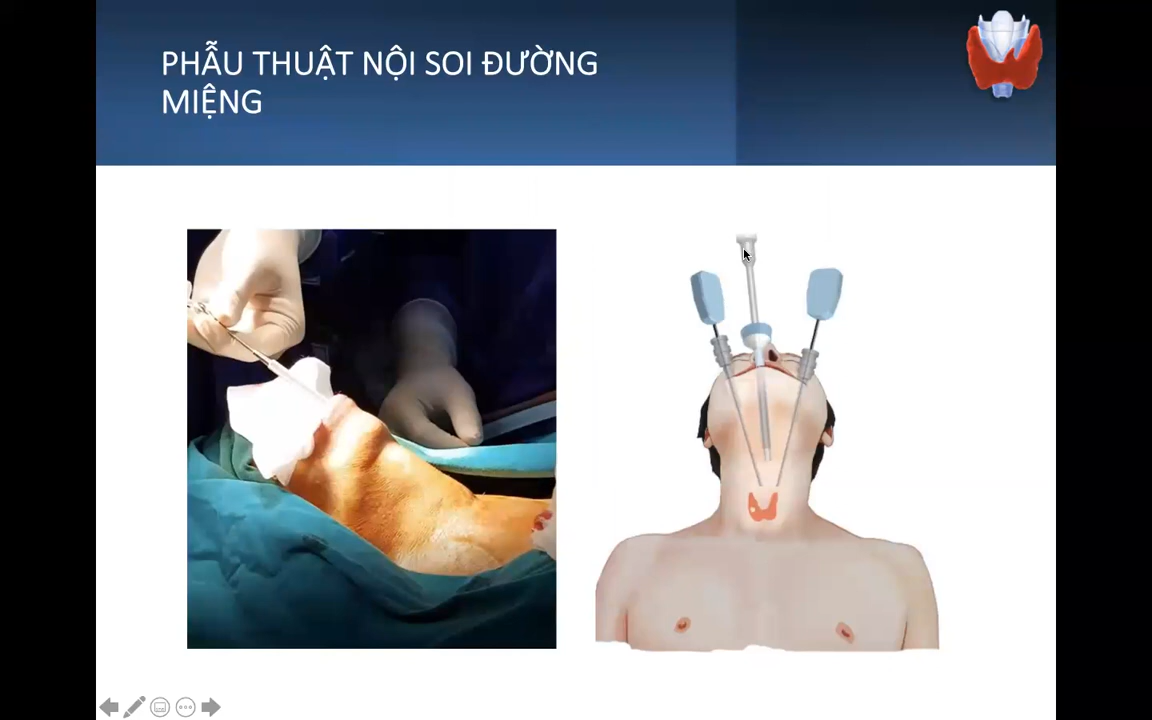 PHẪU THUẬT NỘI SOI ĐƯỜNG
MIỆNG